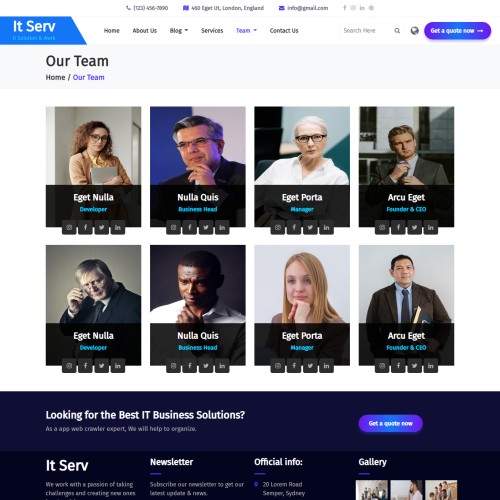 (123) 456-7890 460 Eget Ut, London, England info@gmail.com
It Serv
It Solution & Work
Home About Us Blog Services Team Contact Us Search Here Get a quote now
Our Team
Home / Our Team
Eget Nulla Nulla Quis Eget Porta Arcu Eget
Developer Business Head Manager Founder & CEO
Eget Nulla Nulla Quis Eget Porta Arcu Eget
Developer Business Head Manager Founder & CEO
Looking for the Best IT Business Solutions?
As a app web crawler expert, We will help to organize.
Get a quote now
It Serv Newsletter Official info: Gallery
We work with a passion of taking Subscribe our newsletter to get our 20 Lorem Road
challenges and creating new ones latest update & news. Semper, Sydney